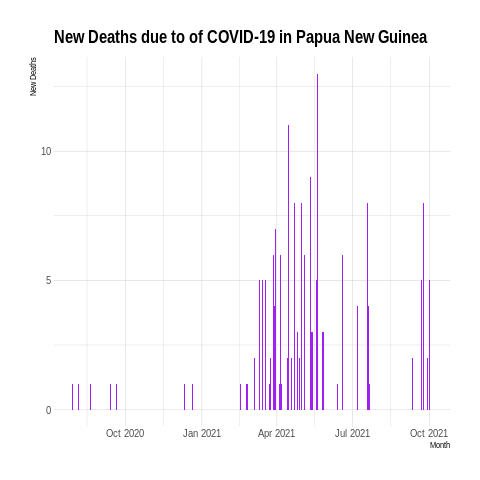 New Deaths due to of COVID-19 in Papua New Guinea
New Deaths
10
5
0
Oct 2020 Jan 2021 Apr 2021 Jul 2021 Oct 2021
Month